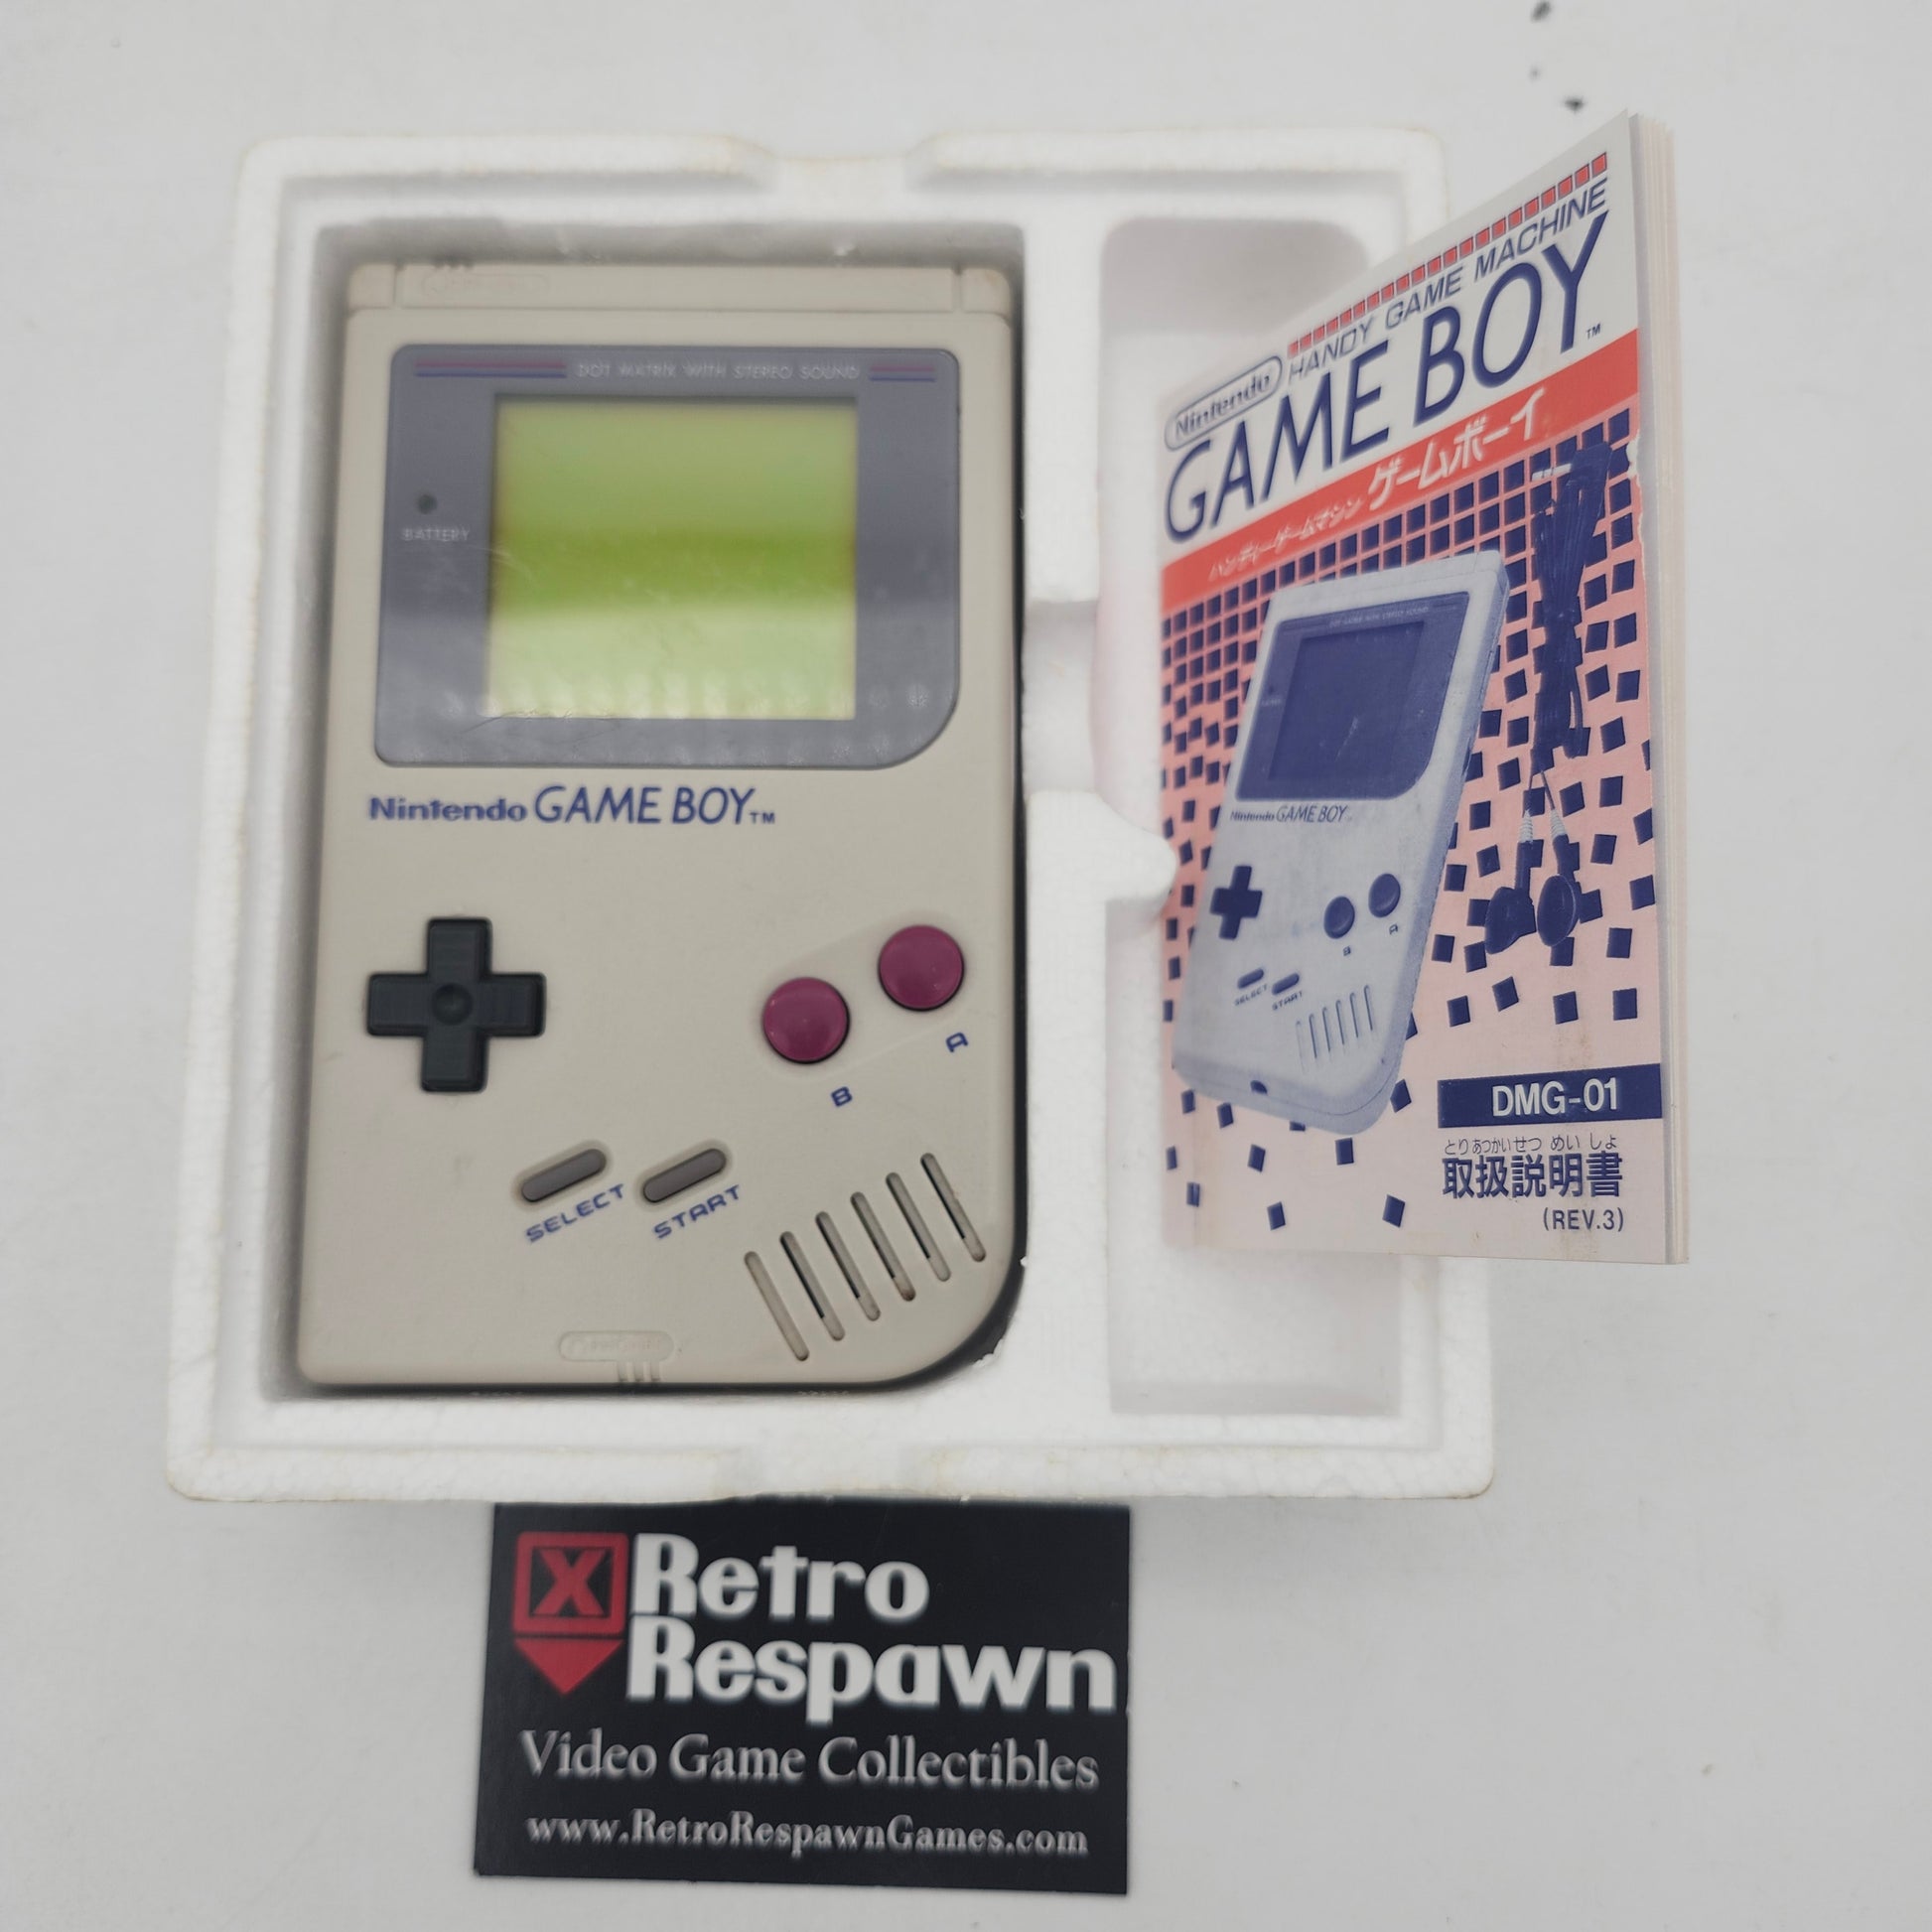 DOT MATRIX WITH STEREO SOUND
BATTERY
Nintendo GAME BOY™
A
B
SELECT
START
HANDY GAME MACHINE
Nintendo
GAME BOY™
ハンディーゲームマシン ゲームボーイ
Nintendo GAME BOY
B
A
SELECT
START
DMG-01
とりあつかいせつ めい しょ
取扱説明書
(REV.3)
X Retro
Respawn
Video Game Collectibles
www.RetroRespawnGames.com